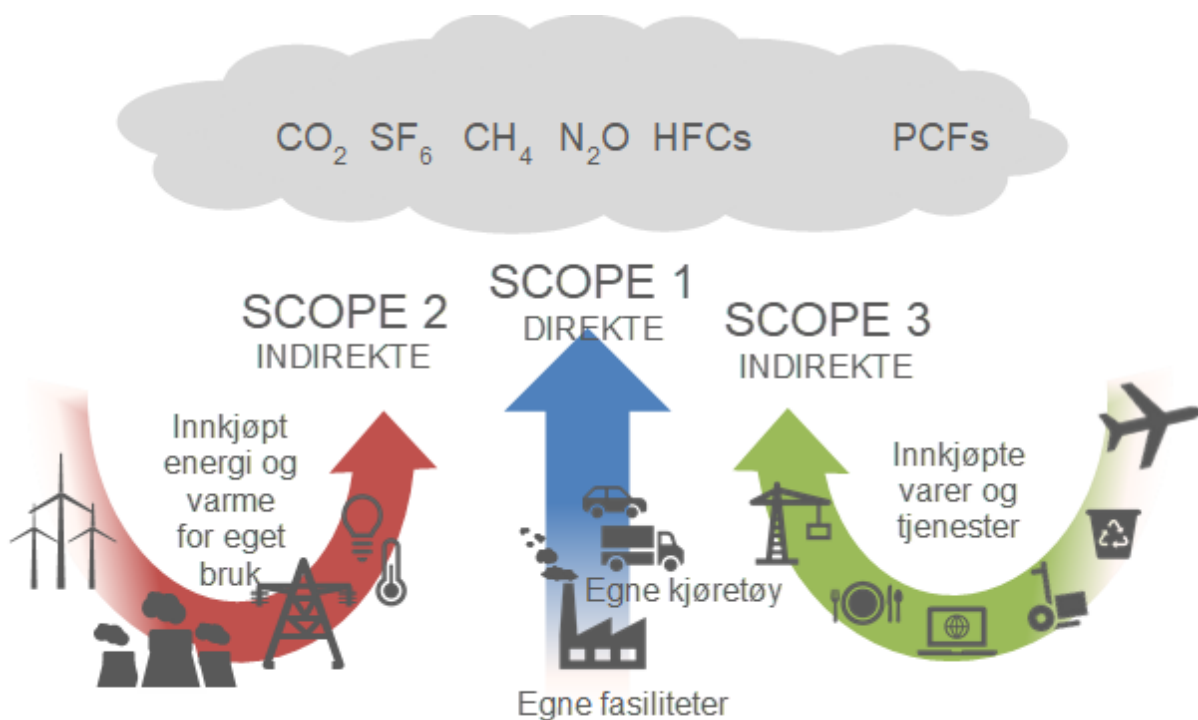 CO₂ SF₆ CH₄ N₂O HFCs PCFs
SCOPE 2
INDIREKTE
Innkjøpt
energi og
varme
for eget
bruk
SCOPE 1
DIREKTE
Egne kjøretøy
Egne fasiliteter
SCOPE 3
INDIREKTE
Innkjøpte
varer og
tjenester